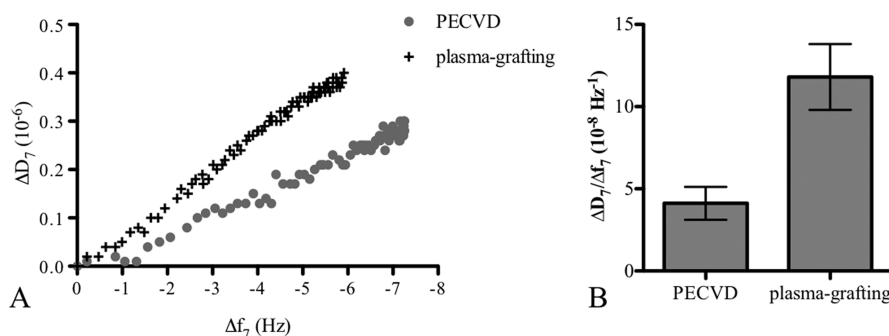 PECVD
plasma-grafting
0.5
0.4
0.3
0.2
0.1
0.0
ΔD₇ (10⁻⁶)
0 -1 -2 -3 -4 -5 -6 -7 -8
Δf₇ (Hz)
A
15
10
5
0
ΔD₇/Δf₇ (10⁻⁸ Hz⁻¹)
PECVD plasma-grafting
B